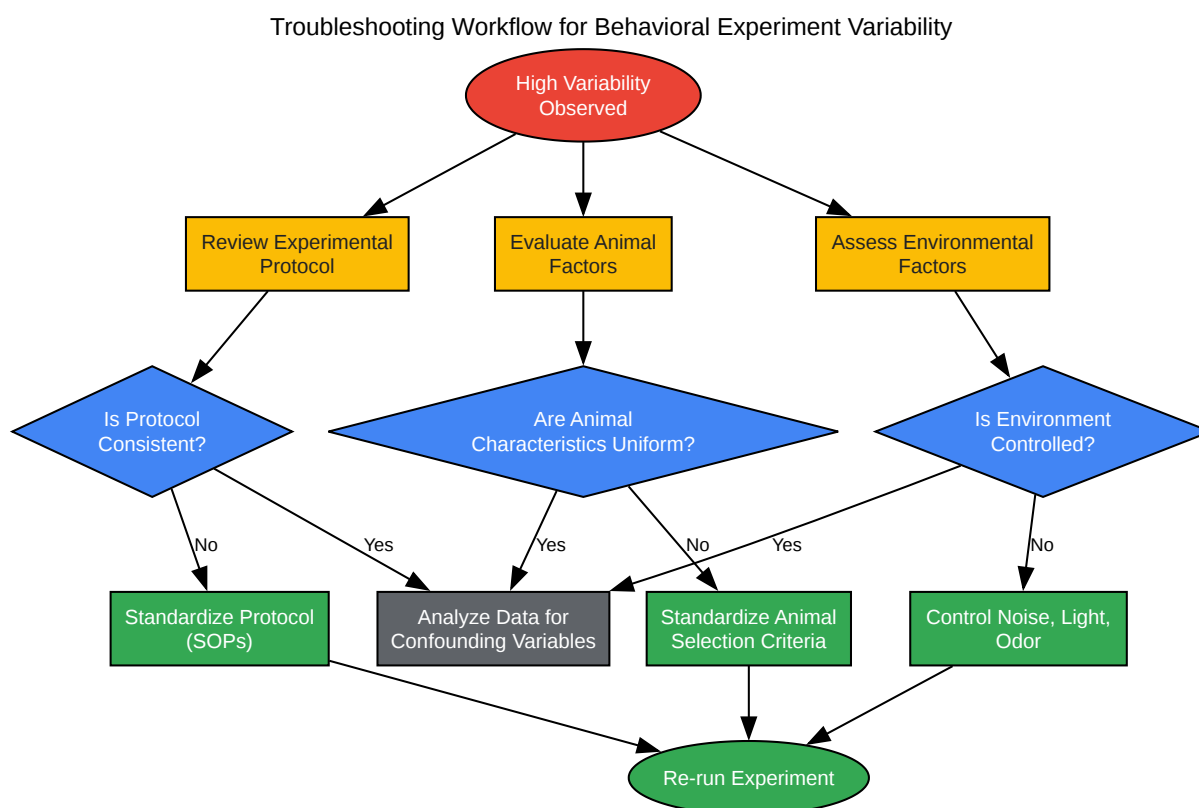 Troubleshooting Workflow for Behavioral Experiment Variability
High Variability
Observed
Review Experimental
Protocol
Evaluate Animal
Factors
Assess Environmental
Factors
Is Protocol
Consistent?
Are Animal
Characteristics Uniform?
Is Environment
Controlled?
No
Yes
Yes
No
Yes
No
Standardize Protocol
(SOPs)
Analyze Data for
Confounding Variables
Standardize Animal
Selection Criteria
Control Noise, Light,
Odor
Re-run Experiment